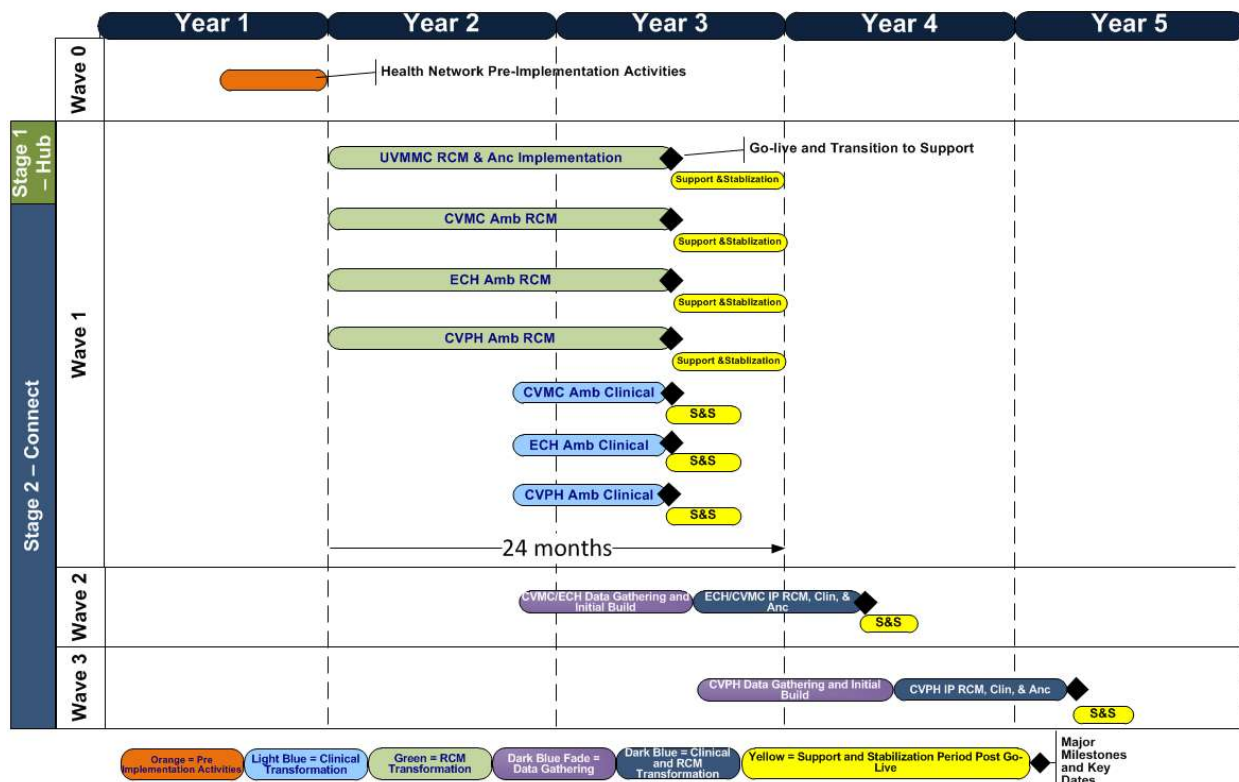 Year 1
Year 2
Year 3
Year 4
Year 5
Wave 0
Health Network Pre-Implementation Activities
Stage 1
– Hub
Stage 2 – Connect
Wave 1
UVMMC RCM & Anc Implementation
Go-live and Transition to Support
Support &Stablization
CVMC Amb RCM
Support &Stablization
ECH Amb RCM
Support &Stablization
CVPH Amb RCM
Support &Stablization
CVMC Amb Clinical
S&S
ECH Amb Clinical
S&S
CVPH Amb Clinical
S&S
24 months
Wave 2
CVMC/ECH Data Gathering and
Initial Build
ECH/CVMC IP RCM, Clin, &
Anc
S&S
Wave 3
CVPH Data Gathering and Initial
Build
CVPH IP RCM, Clin, & Anc
S&S
Orange = Pre
Implementation Activities
Light Blue = Clinical
Transformation
Green = RCM
Transformation
Dark Blue Fade = Data
Gathering
Dark Blue = Clinical
and RCM
Transformation
Yellow = Support and Stabilization Period Post Go-
Live
Major
Milestones
and Key
Dates